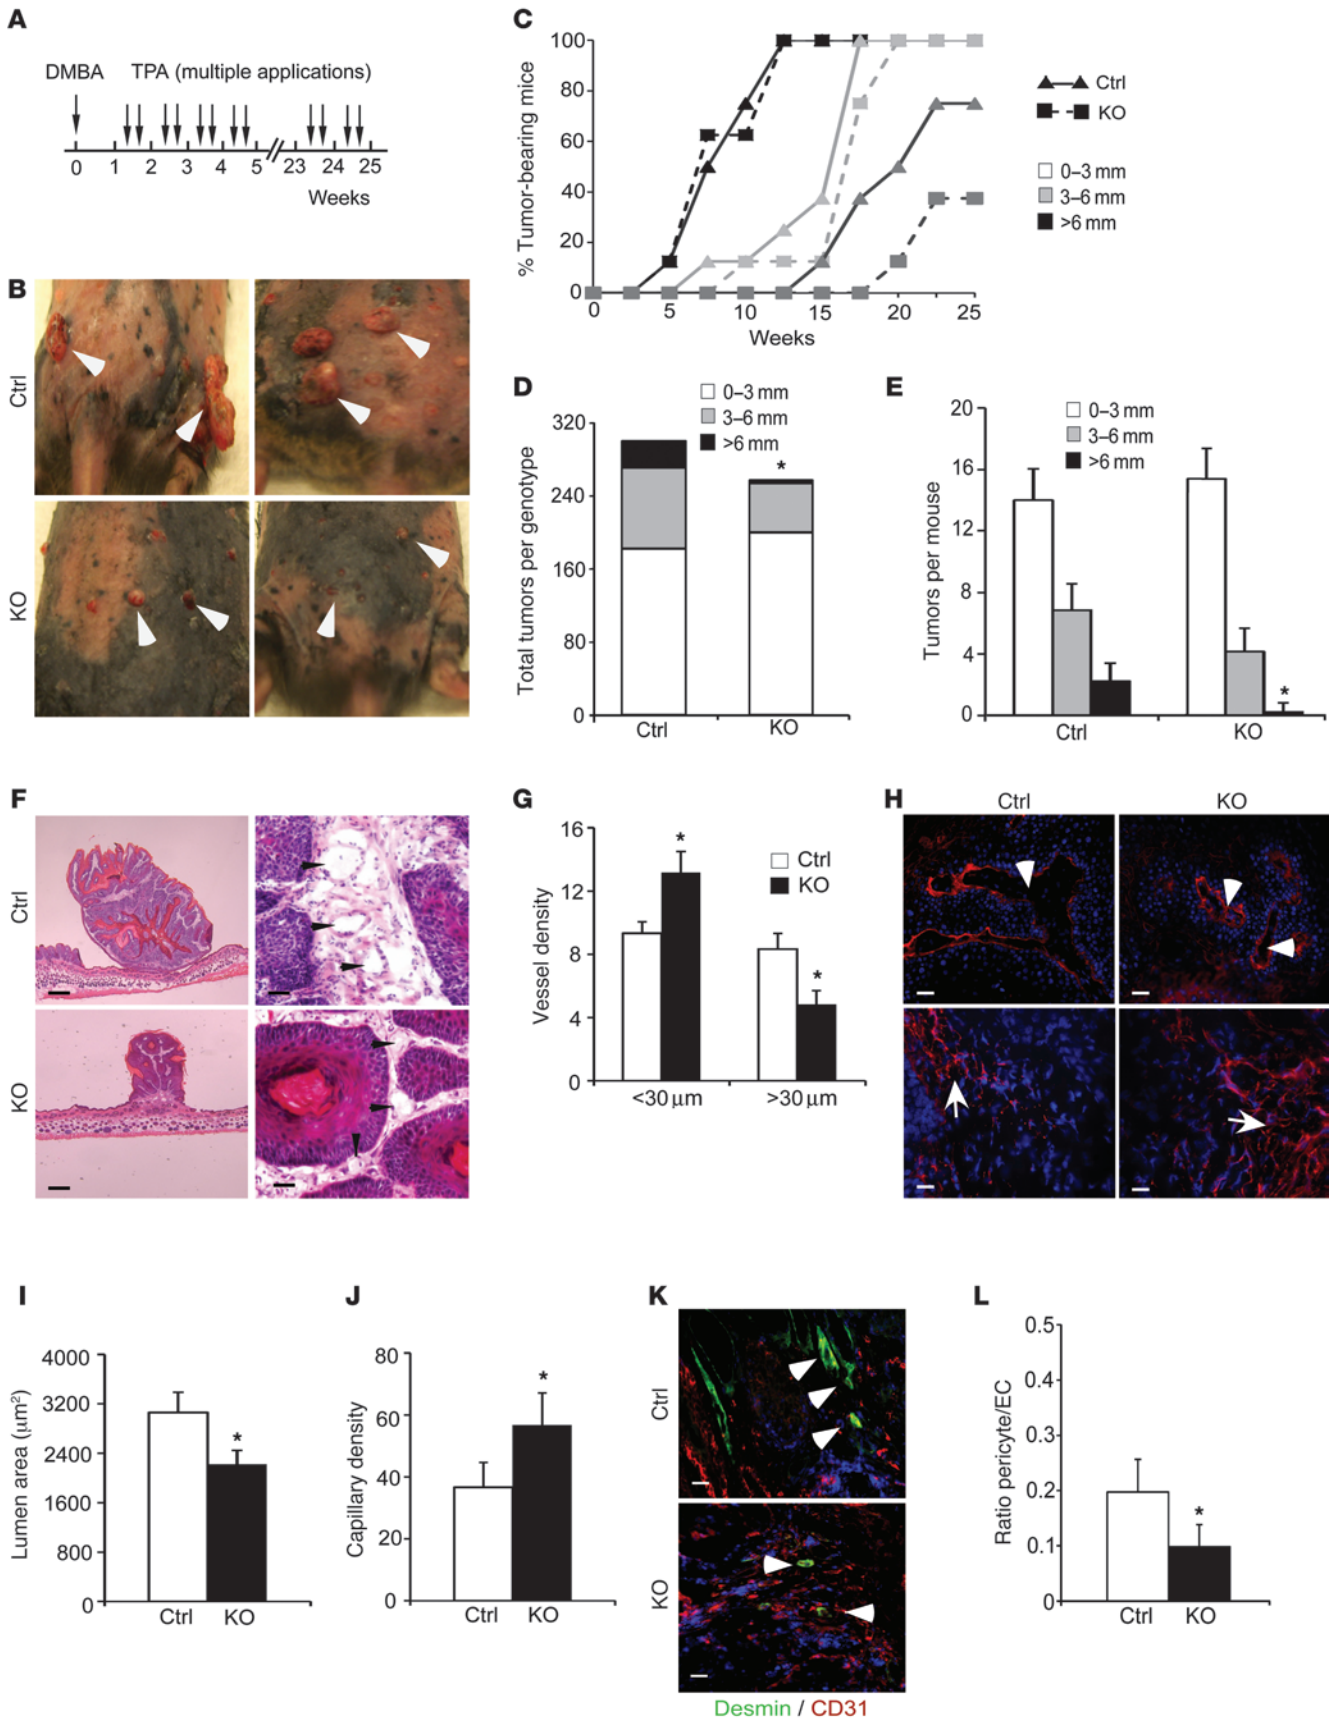 A
DMBA TPA (multiple applications)
0 1 2 3 4 5 23 24 25
Weeks
B
Ctrl
KO
C
% Tumor-bearing mice
100
80
60
40
20
0
0 5 10 15 20 25
Weeks
Ctrl
KO
0–3 mm
3–6 mm
>6 mm
D
Total tumors per genotype
320
240
160
80
0
0–3 mm
3–6 mm
>6 mm
*
Ctrl KO
E
Tumors per mouse
20
16
12
8
4
0
0–3 mm
3–6 mm
>6 mm
*
Ctrl KO
F
Ctrl
KO
G
Vessel density
16
12
8
4
0
Ctrl
KO
*
*
<30 µm >30 µm
H
Ctrl KO
I
Lumen area (µm²)
4000
3200
2400
1600
800
0
*
Ctrl KO
J
Capillary density
80
60
40
20
0
*
Ctrl KO
K
Ctrl
KO
Desmin / CD31
L
Ratio pericyte/EC
0.5
0.4
0.3
0.2
0.1
0
*
Ctrl KO